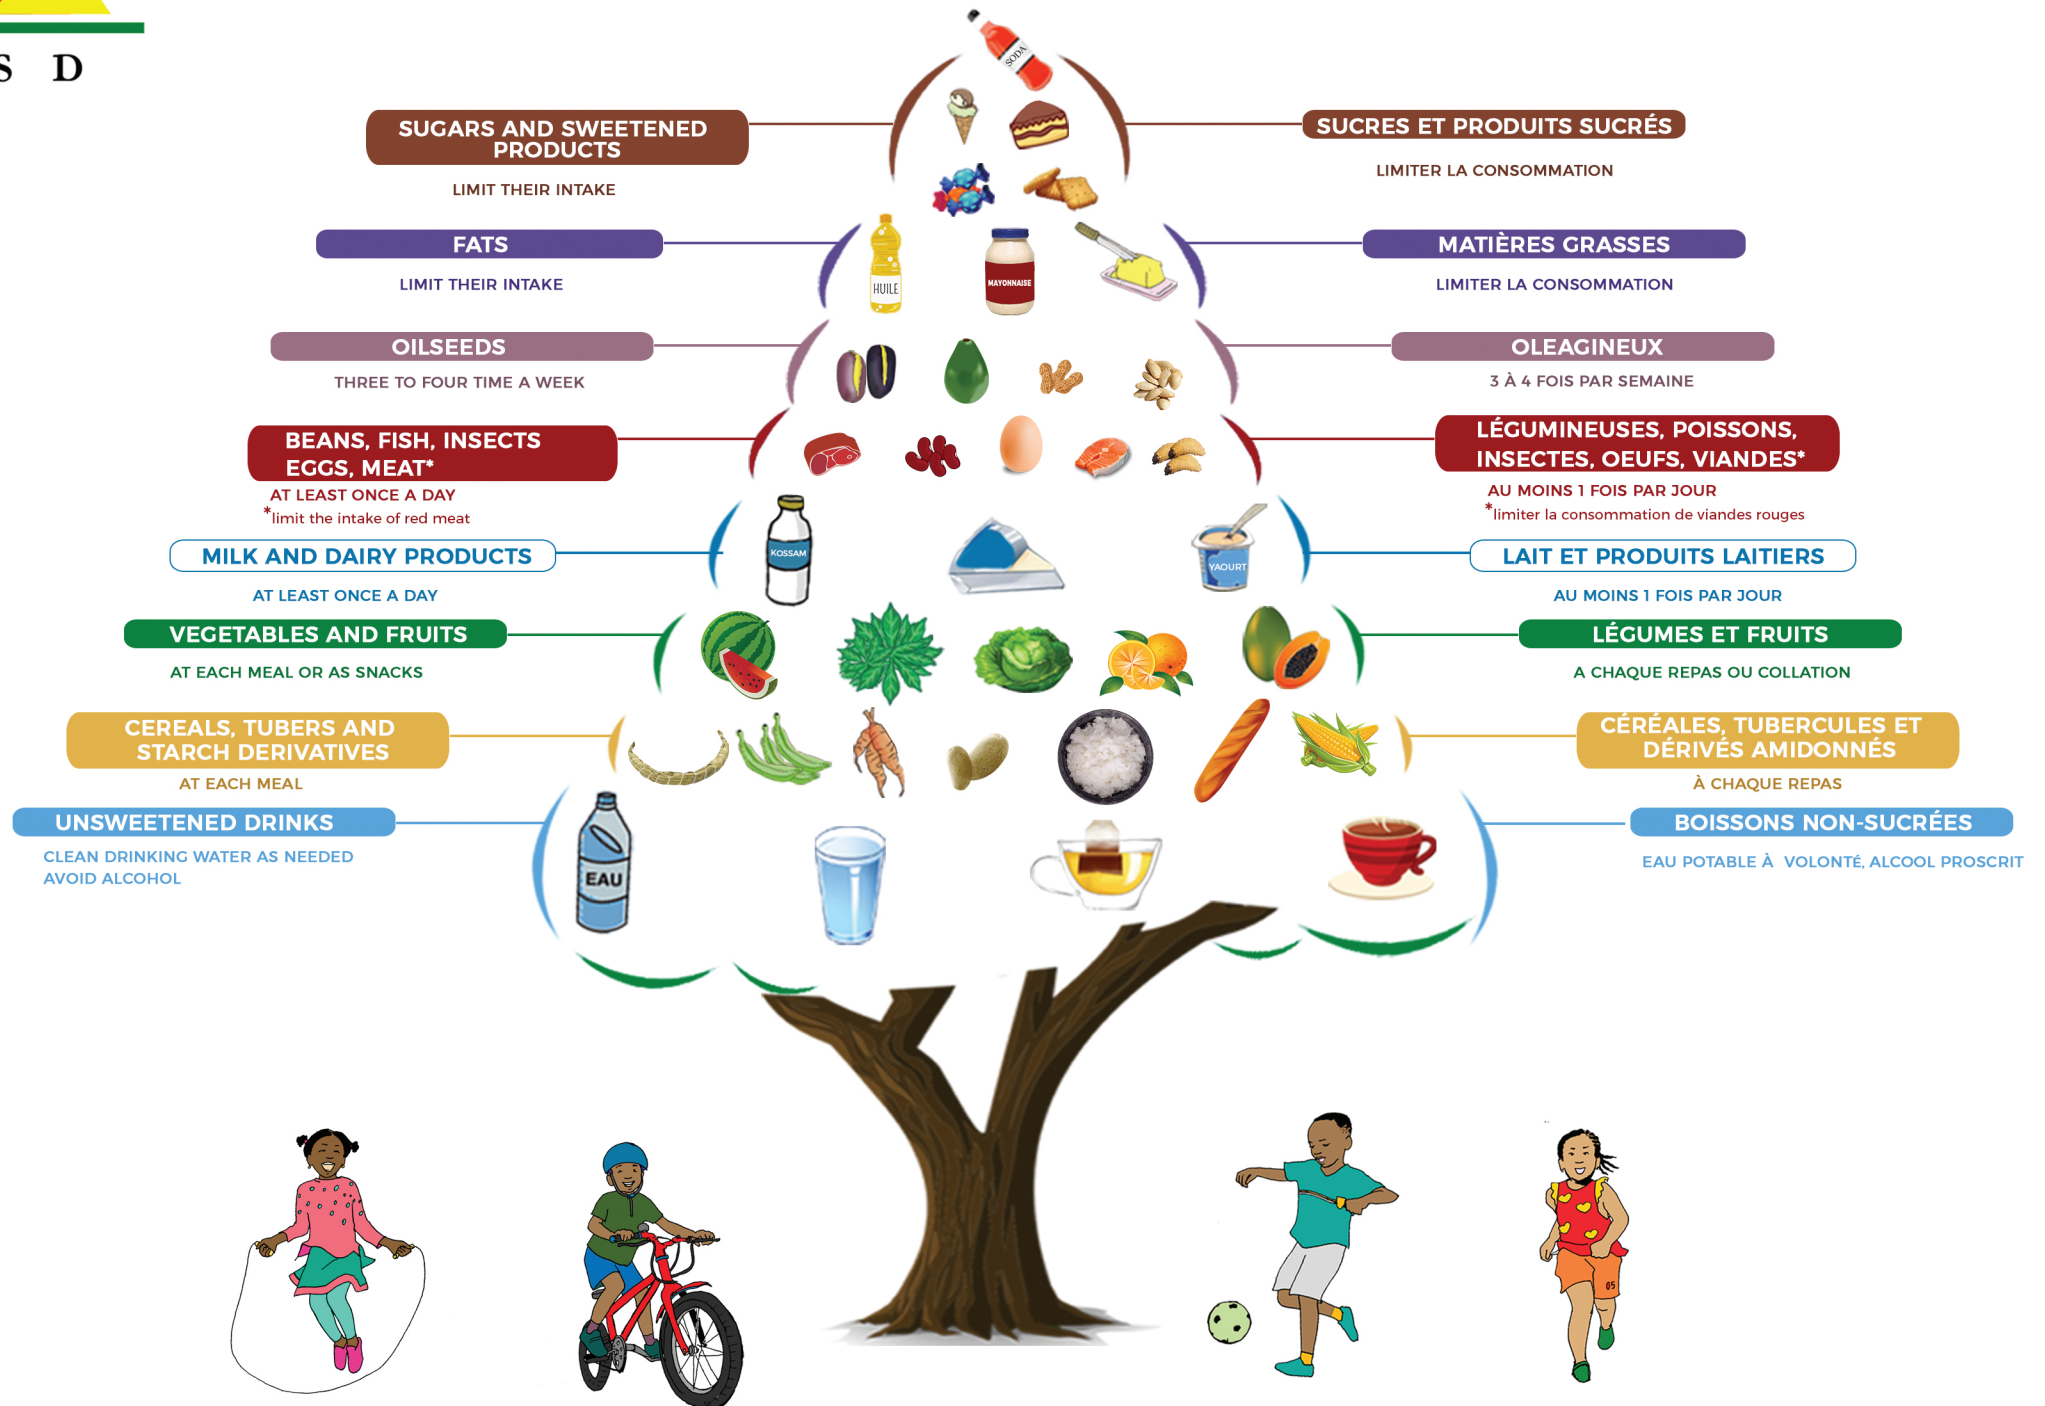 S D
SODA
SUGARS AND SWEETENED
PRODUCTS
LIMIT THEIR INTAKE
SUCRES ET PRODUITS SUCRÉS
LIMITER LA CONSOMMATION
FATS
LIMIT THEIR INTAKE
HUILE
MAYONNAISE
MATIÈRES GRASSES
LIMITER LA CONSOMMATION
OILSEEDS
THREE TO FOUR TIME A WEEK
OLEAGINEUX
3 À 4 FOIS PAR SEMAINE
BEANS, FISH, INSECTS
EGGS, MEAT*
AT LEAST ONCE A DAY
*limit the intake of red meat
LÉGUMINEUSES, POISSONS,
INSECTES, OEUFS, VIANDES*
AU MOINS 1 FOIS PAR JOUR
*limiter la consommation de viandes rouges
MILK AND DAIRY PRODUCTS
AT LEAST ONCE A DAY
KOSSAM
YAOURT
LAIT ET PRODUITS LAITIERS
AU MOINS 1 FOIS PAR JOUR
VEGETABLES AND FRUITS
AT EACH MEAL OR AS SNACKS
LÉGUMES ET FRUITS
A CHAQUE REPAS OU COLLATION
CEREALS, TUBERS AND
STARCH DERIVATIVES
AT EACH MEAL
CÉRÉALES, TUBERCULES ET
DÉRIVÉS AMIDONNÉS
À CHAQUE REPAS
UNSWEETENED DRINKS
CLEAN DRINKING WATER AS NEEDED
AVOID ALCOHOL
EAU
BOISSONS NON-SUCRÉES
EAU POTABLE À VOLONTÉ, ALCOOL PROSCRIT
05